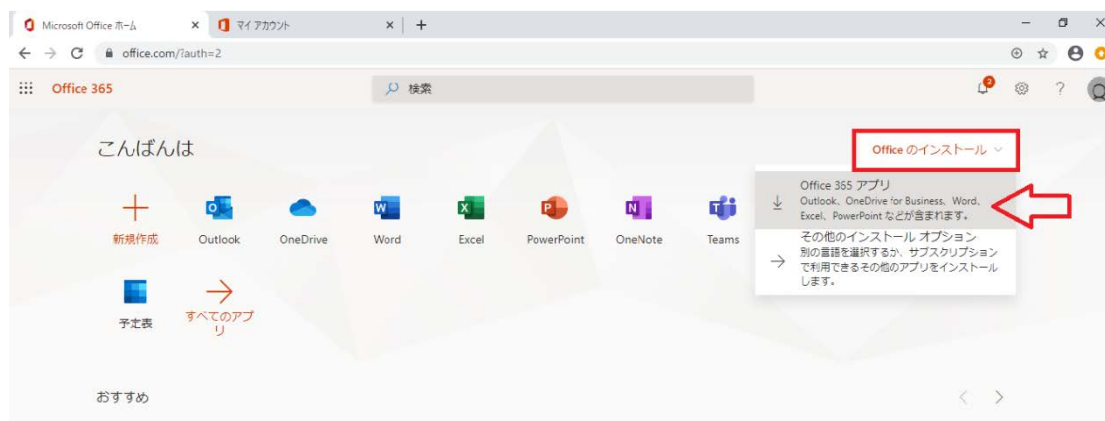 Microsoft Office ホーム
マイ アカウント
office.com/?auth=2
Office 365
検索
2
?
こんばんは
Office のインストール
Office 365 アプリ
Outlook、OneDrive for Business、Word、
Excel、PowerPoint などが含まれます。
その他のインストール オプション
別の言語を選択するか、サブスクリプション
で利用できるその他のアプリをインストール
します。
新規作成
Outlook
OneDrive
Word
Excel
PowerPoint
OneNote
Teams
予定表
すべてのアプ
リ
おすすめ